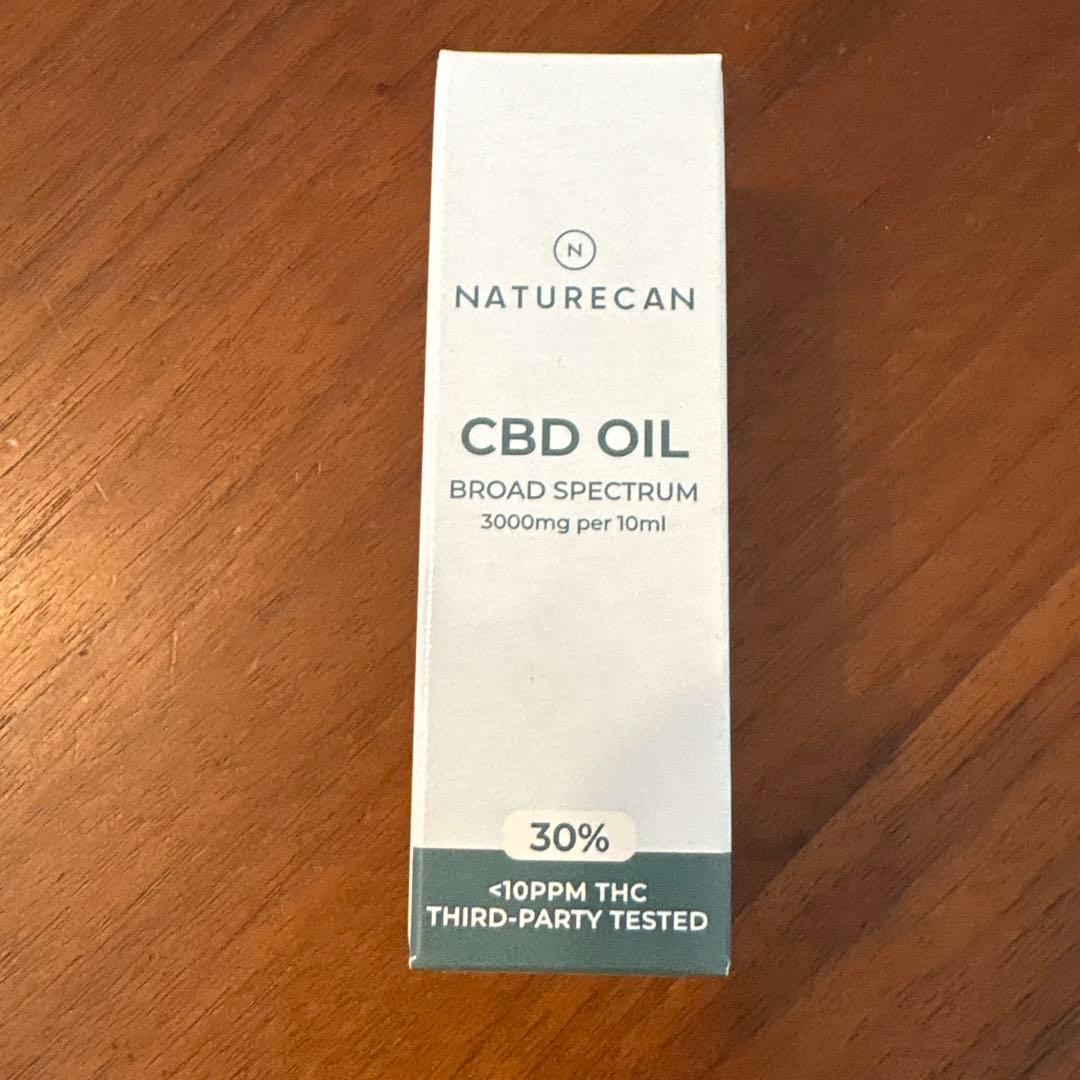 N
NATURECAN
CBD OIL
BROAD SPECTRUM
3000mg per 10ml
30%
<10PPM THC
THIRD-PARTY TESTED